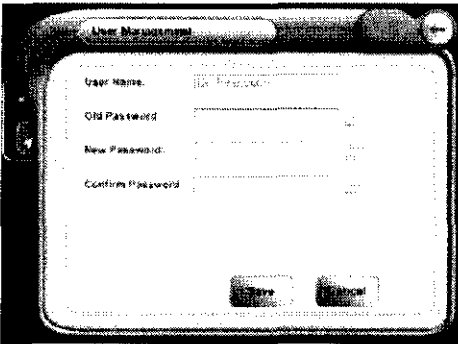 User Management
User Name:
Old Password
New Password:
Confirm Password
Save
Cancel